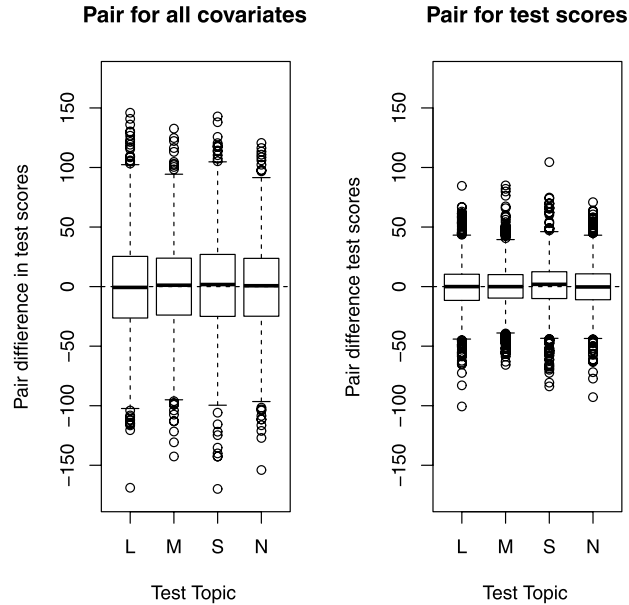 Pair for all covariates
Pair diffierence in test scores
150
100
50
0
−50
−100
−150
L M S N
Test Topic
Pair for test scores
Pair difference test scores
150
100
50
0
−50
−100
−150
L M S N
Test Topic